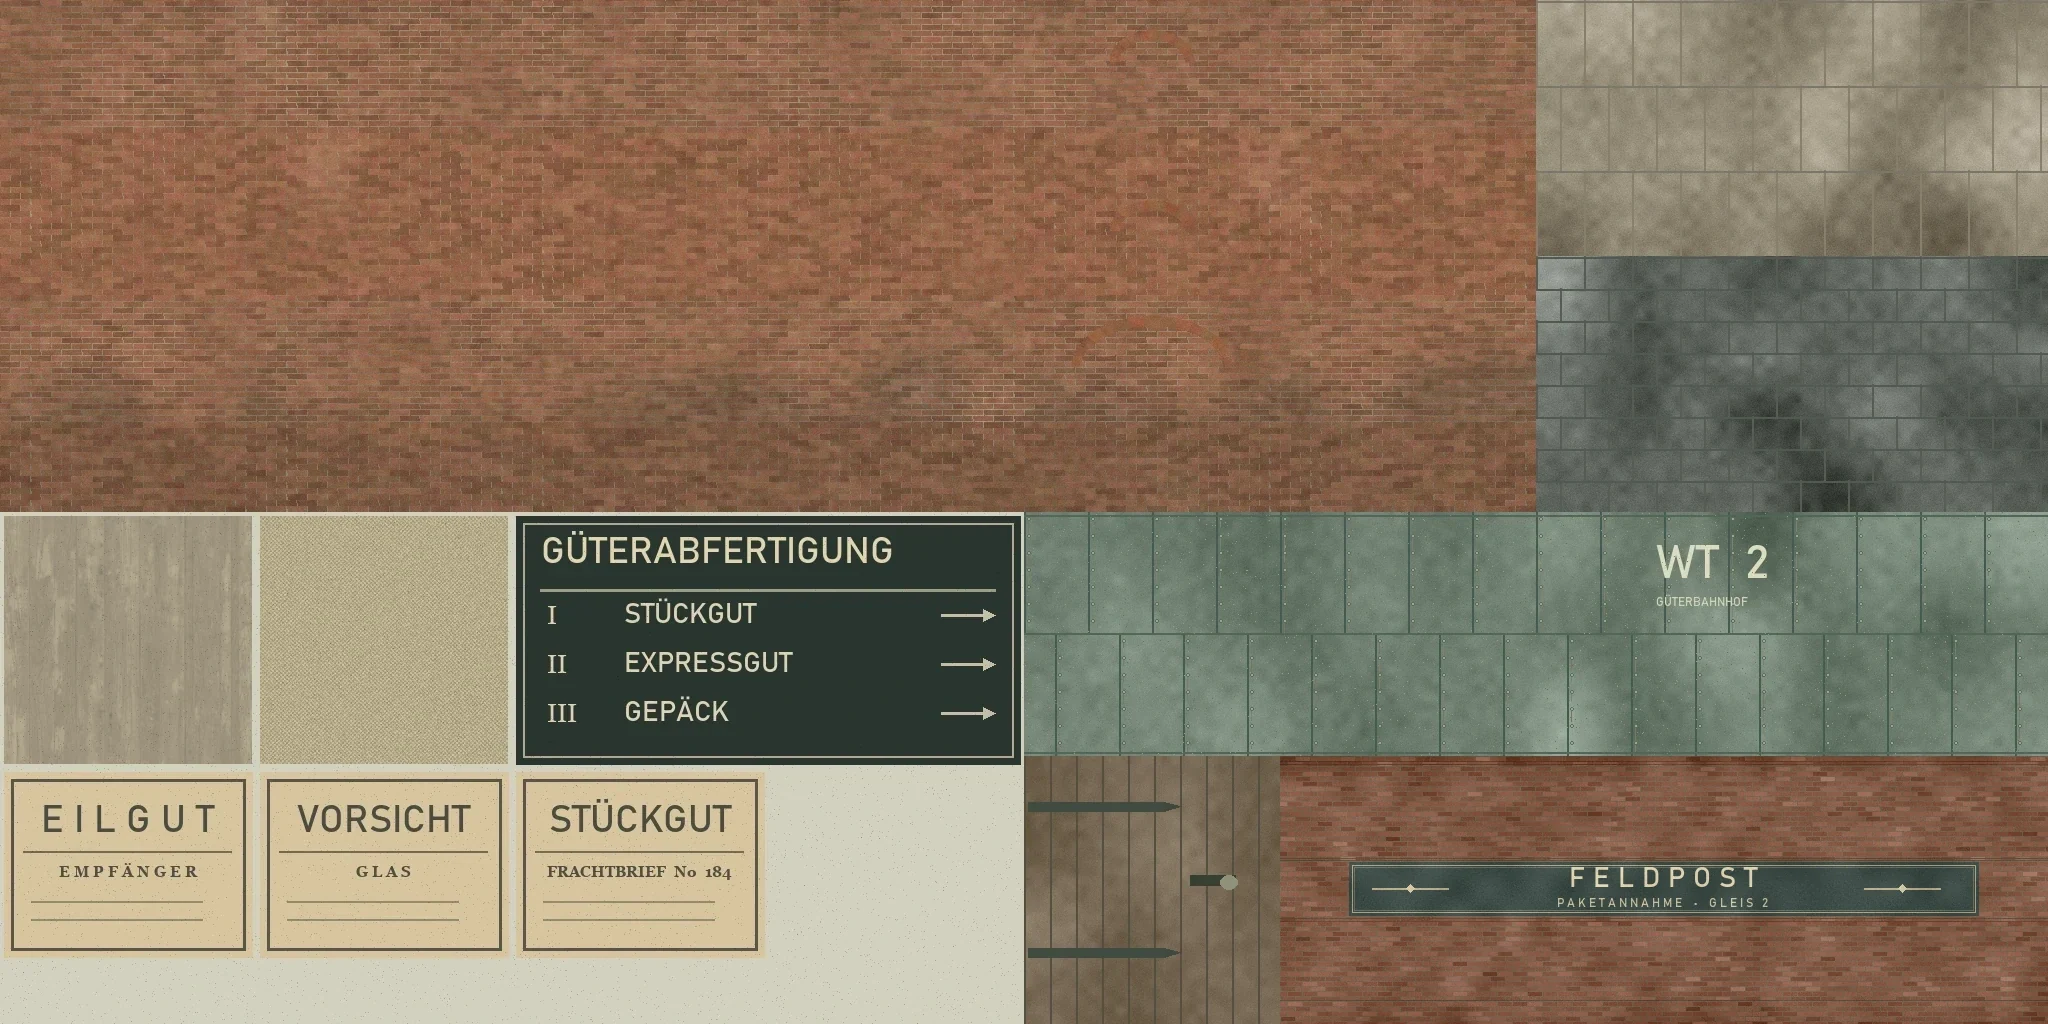 GÜTERABFERTIGUNG
I STÜCKGUT
II EXPRESSGUT
III GEPÄCK
WT 2
GÜTERBAHNHOF
EILGUT
EMPFÄNGER
VORSICHT
GLAS
STÜCKGUT
FRACHTBRIEF No 184
FELDPOST
PAKETANNAHME - GLEIS 2